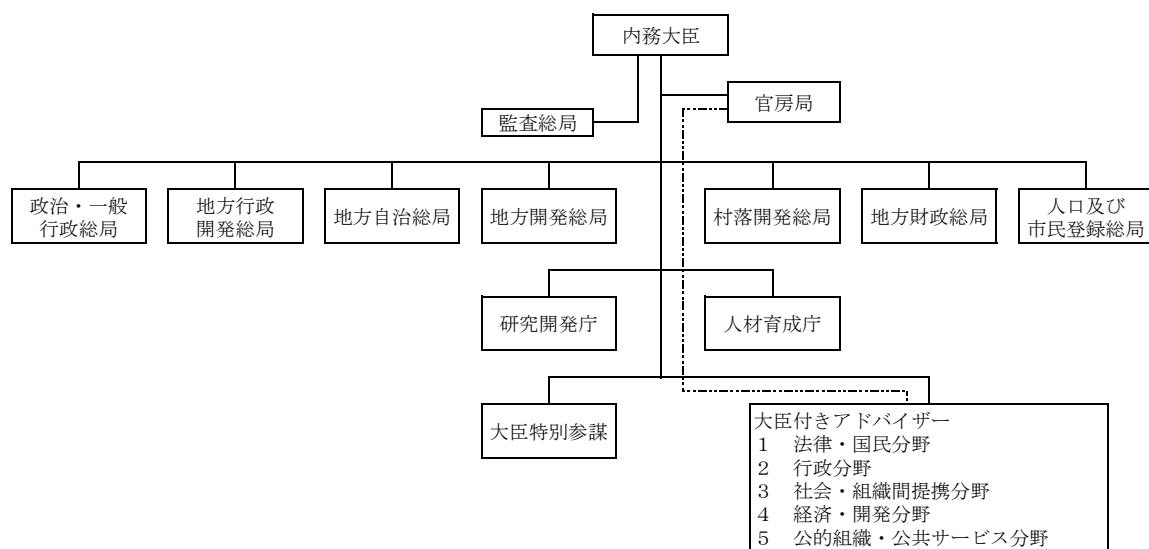 内務大臣
官房局
監査総局
政治・一般
行政総局
地方行政
開発総局
地方自治総局
地方開発総局
村落開発総局
地方財政総局
人口及び
市民登録総局
研究開発庁
人材育成庁
大臣特別参謀
大臣付きアドバイザー
1 法律・国民分野
2 行政分野
3 社会・組織間提携分野
4 経済・開発分野
5 公的組織・公共サービス分野